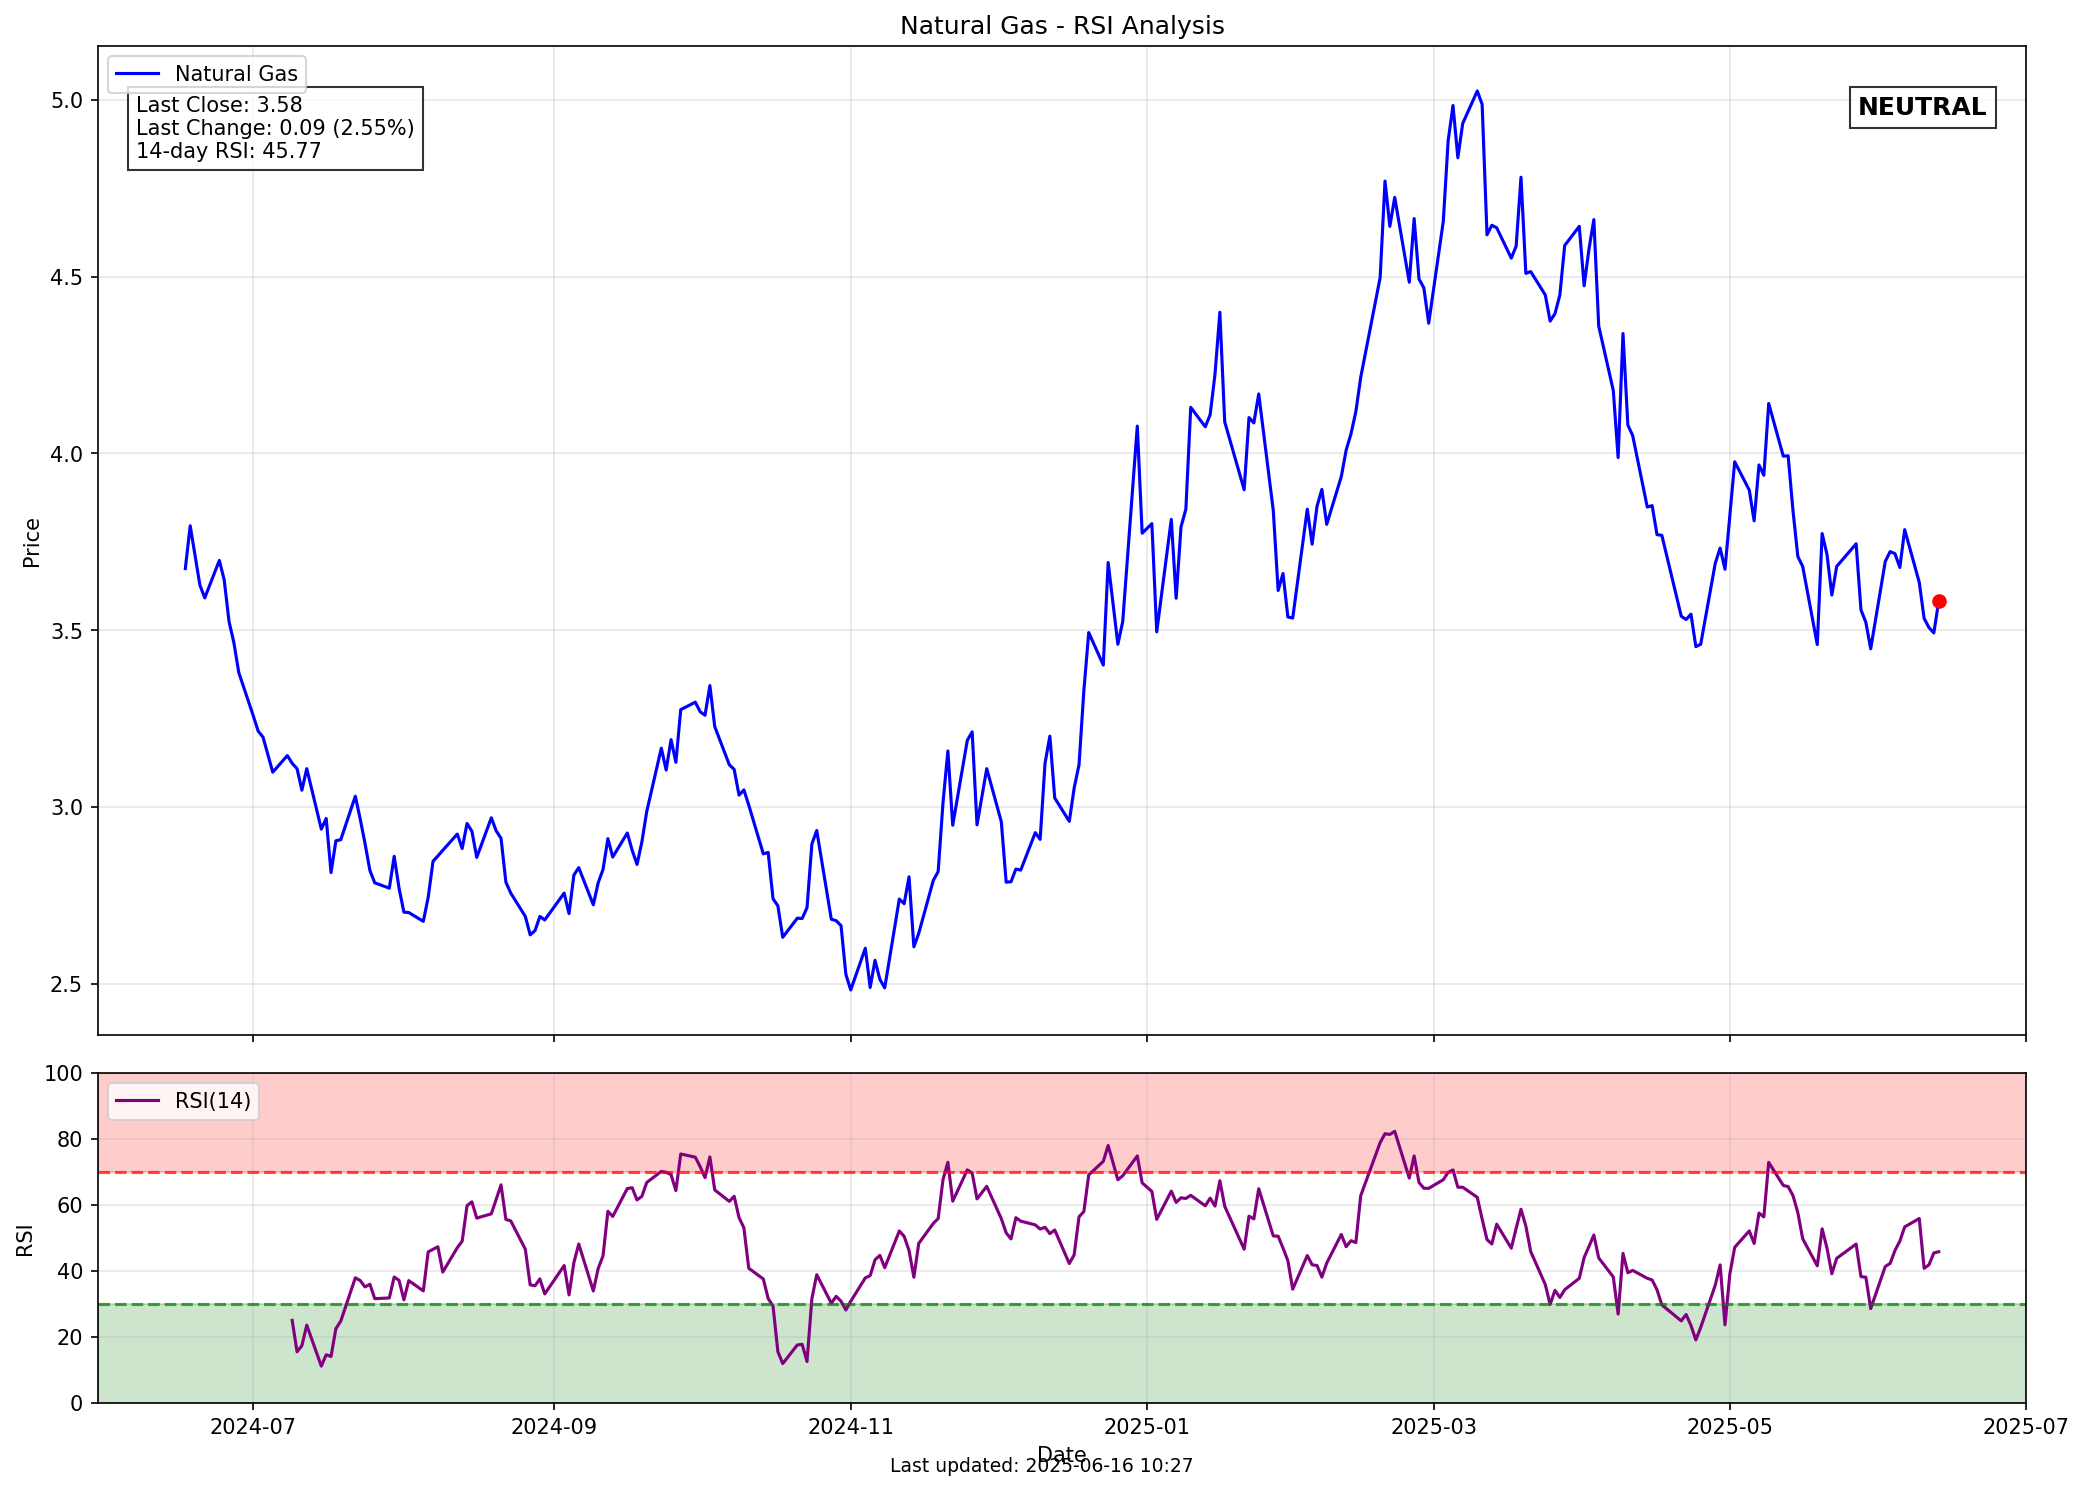 Natural Gas - RSI Analysis
Natural Gas
Last Close: 3.58
Last Change: 0.09 (2.55%)
14-day RSI: 45.77
NEUTRAL
Price
5.0
4.5
4.0
3.5
3.0
2.5
RSI(14)
RSI
100
80
60
40
20
0
2024-07
2024-09
2024-11
2025-01
2025-03
2025-05
2025-07
Date
Last updated: 2025-06-16 10:27